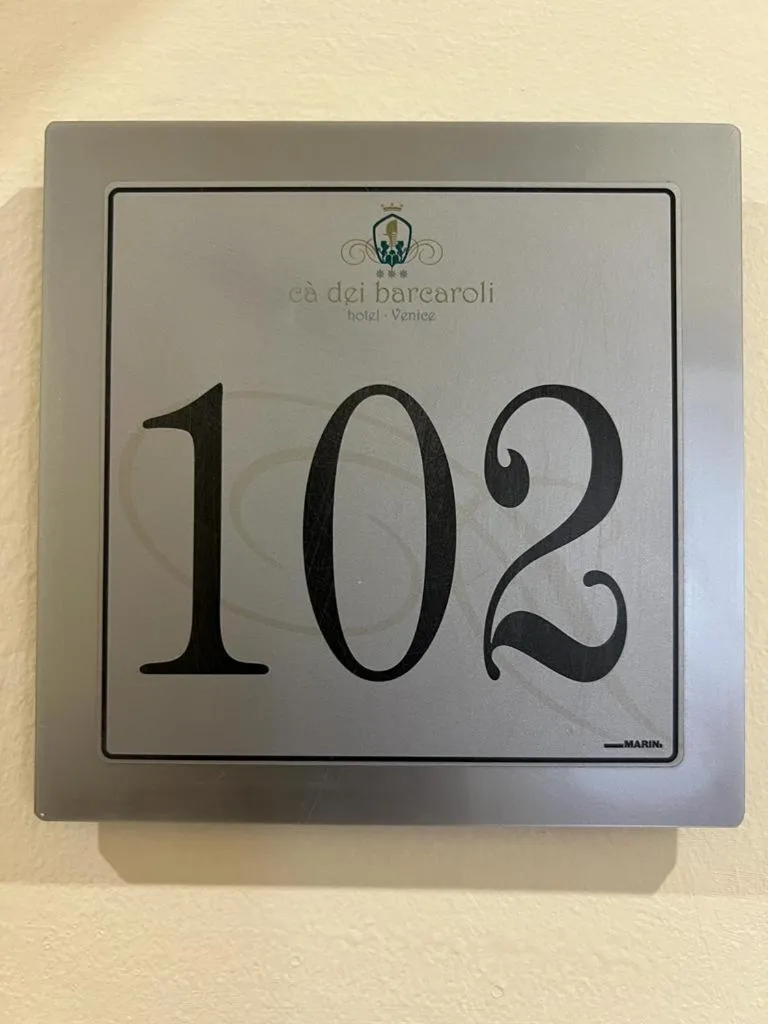 cà dei barcaroli
hotel · Venice
102
MARIN.